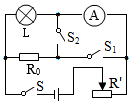 L A
S₂
R₀ S₁
S R'